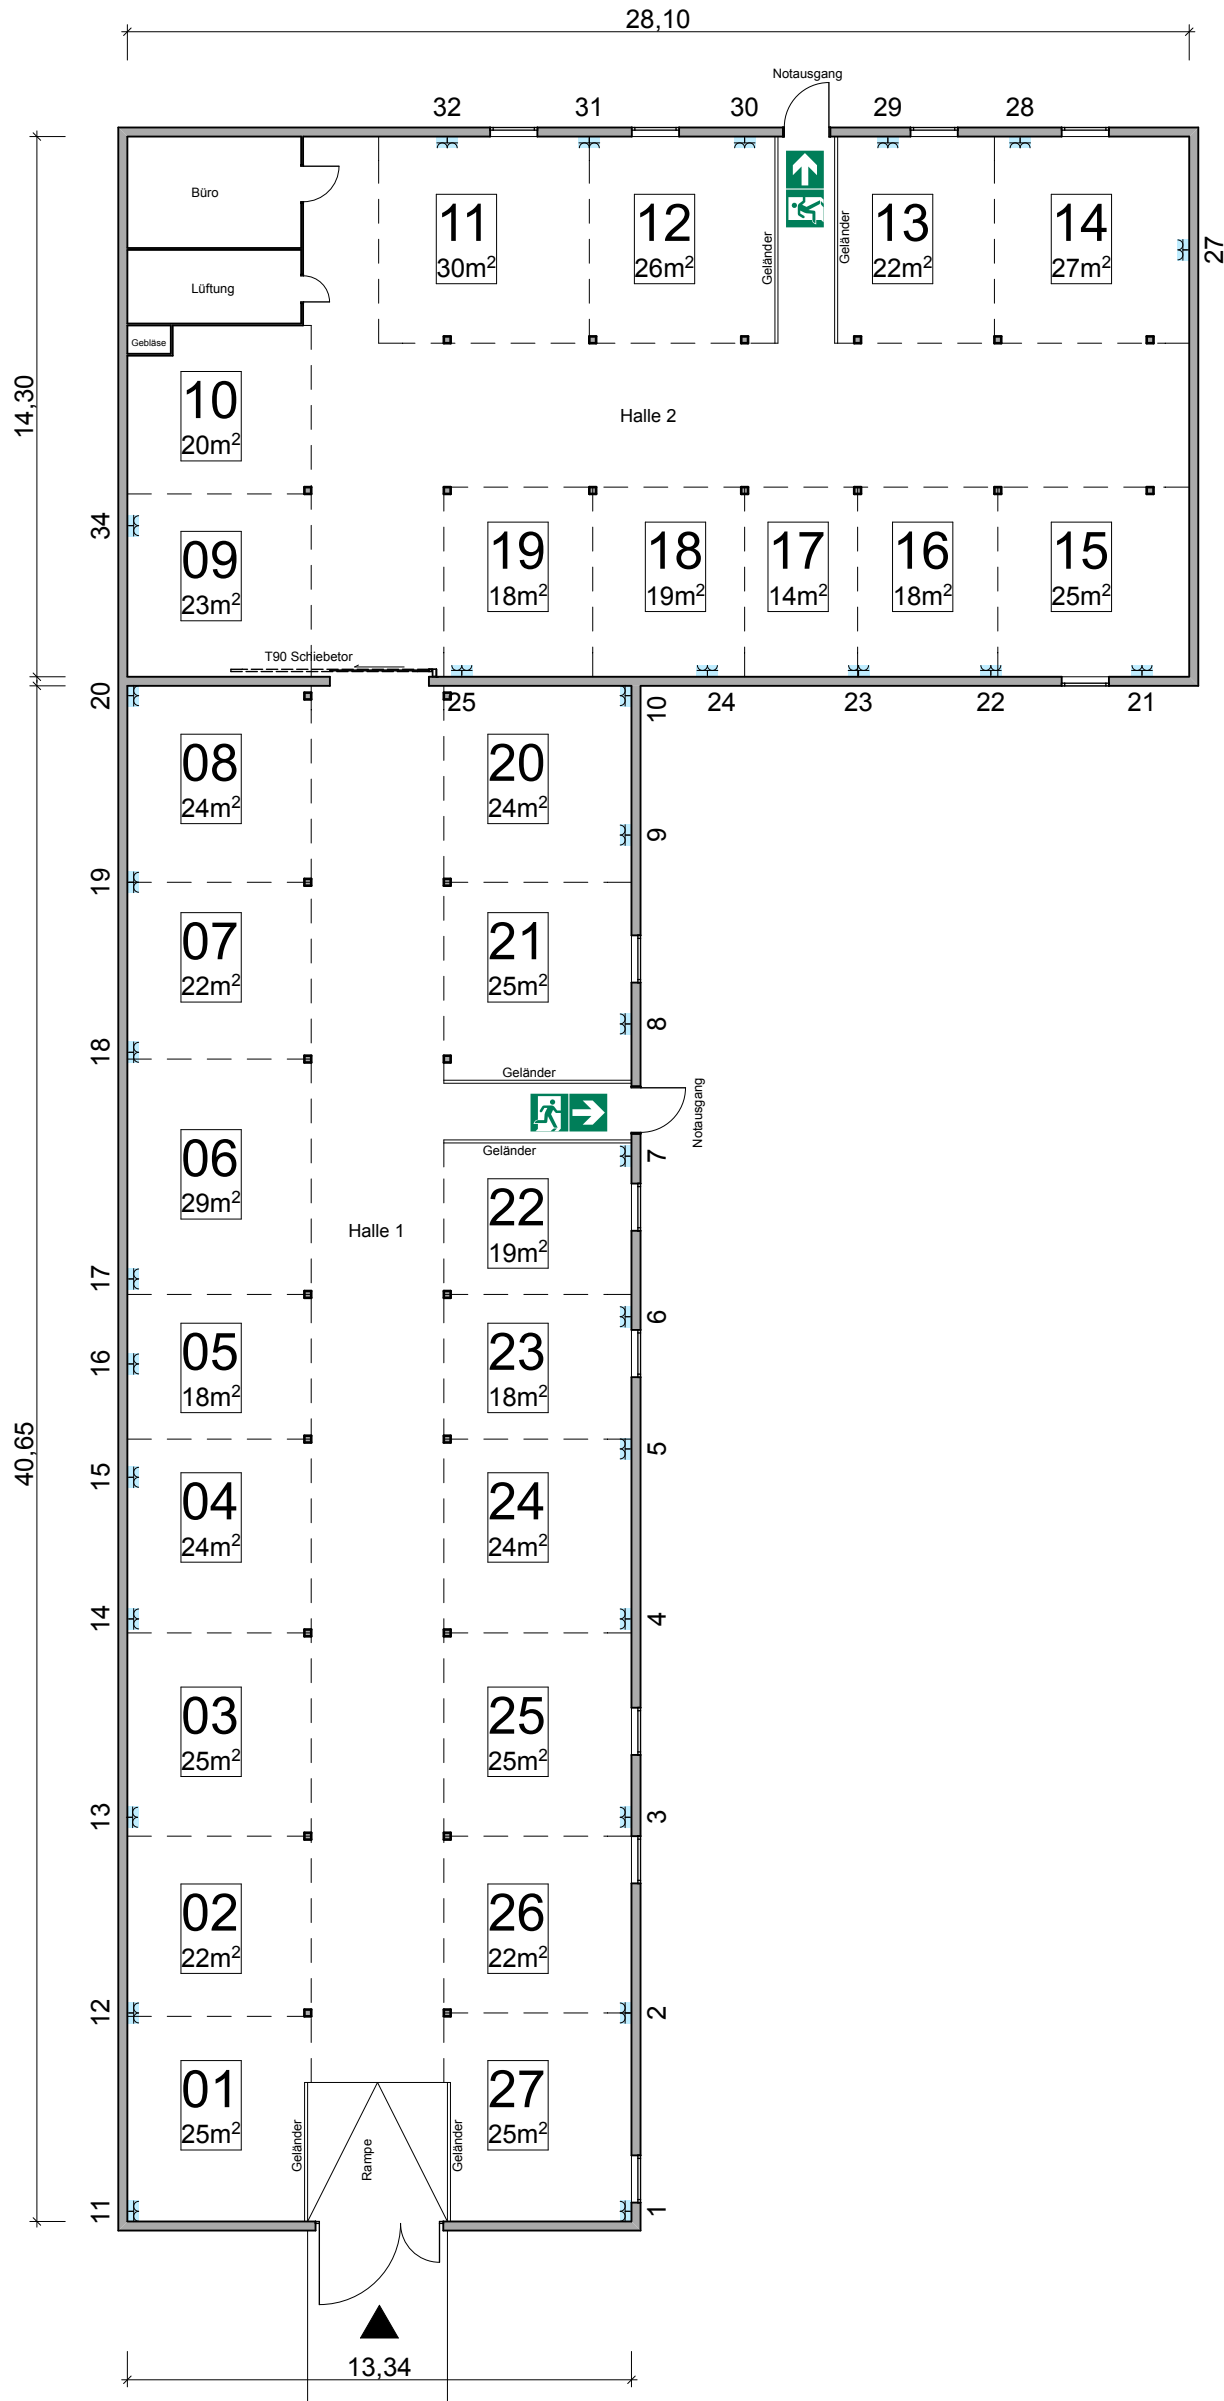 28,10
Notausgang
32
31
30
29
28
Büro
11
30m²
12
26m²
Geländer
Geländer
13
22m²
14
27m²
27
Lüftung
Gebläse
10
20m²
Halle 2
14,30
34
09
23m²
19
18m²
18
19m²
17
14m²
16
18m²
15
25m²
T90 Schiebetor
20
25
10
24
23
22
21
08
24m²
20
24m²
9
19
07
22m²
21
25m²
8
18
Geländer
Notausgang
Geländer
7
06
29m²
22
19m²
Halle 1
17
6
16
05
18m²
23
18m²
40,65
15
5
04
24m²
24
24m²
14
4
03
25m²
25
25m²
13
3
02
22m²
26
22m²
12
2
01
25m²
27
25m²
Geländer
Rampe
Geländer
11
1
13,34